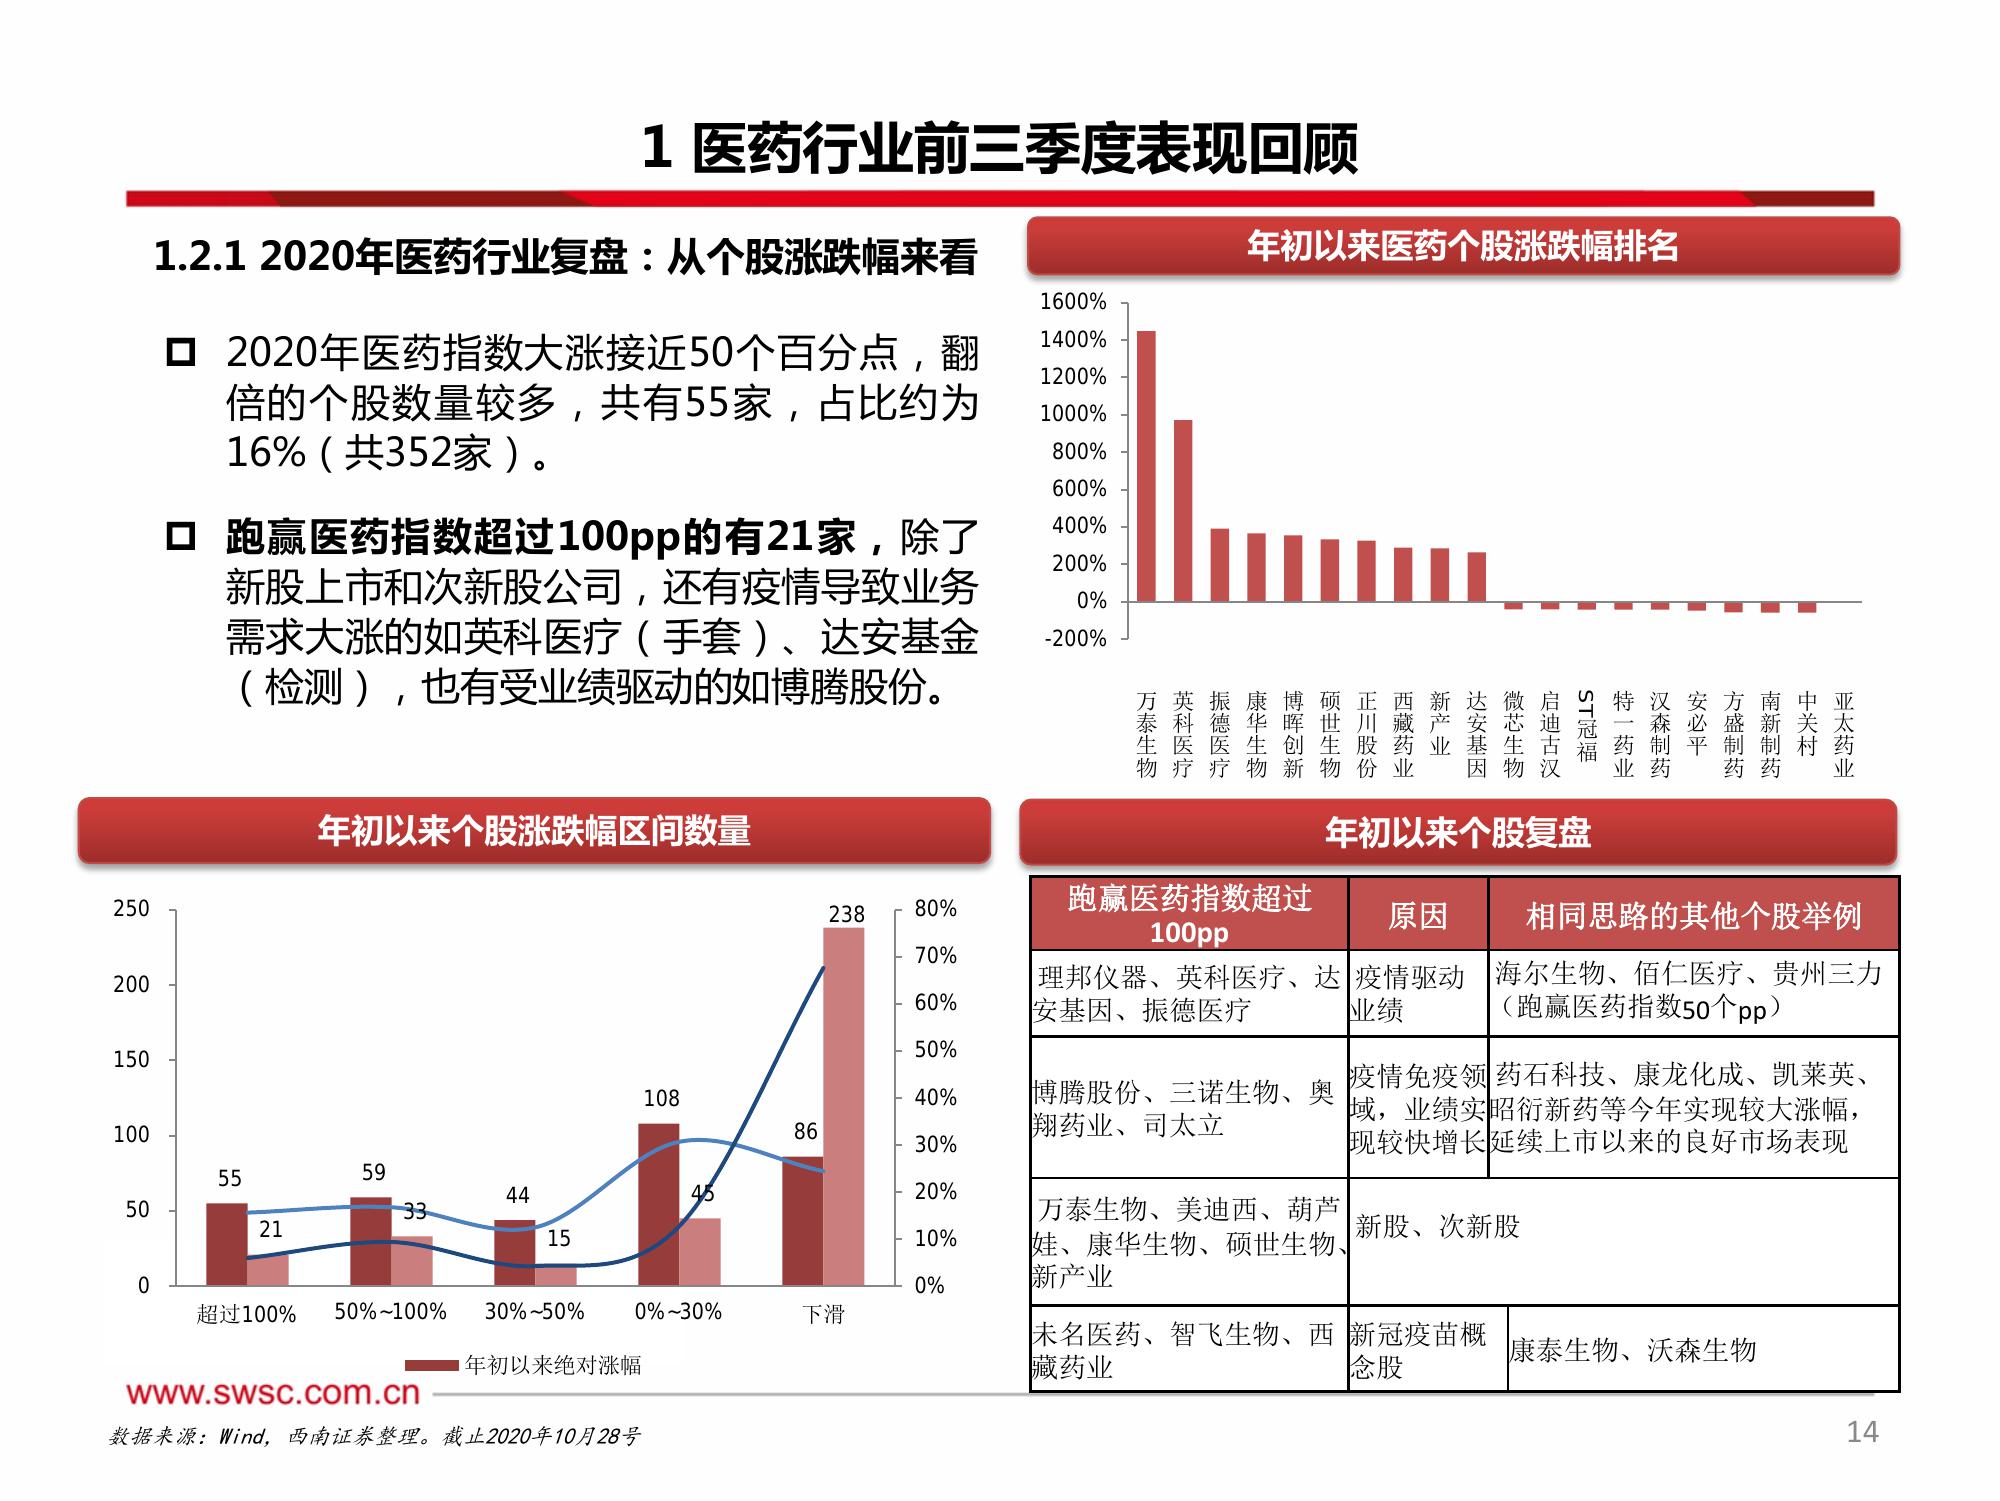 1 医药行业前三季度表现回顾
1.2.1 2020年医药行业复盘：从个股涨跌幅来看
2020年医药指数大涨接近50个百分点，翻
倍的个股数量较多，共有55家，占比约为
16%（共352家）。
跑赢医药指数超过100pp的有21家，除了
新股上市和次新股公司，还有疫情导致业务
需求大涨的如英科医疗（手套）、达安基金
（检测），也有受业绩驱动的如博腾股份。
年初以来医药个股涨跌幅排名
1600%
1400%
1200%
1000%
800%
600%
400%
200%
0%
-200%
万泰生物
英科医疗
振德医疗
康华生物
博晖创新
硕世生物
正川股份
西藏药业
新产业
达安基因
微芯生物
启迪古汉
ST冠福
特一药业
汉森制药
安必平
方盛制药
南新制药
中关村
亚太药业
年初以来个股涨跌幅区间数量
250
200
150
100
50
0
80%
70%
60%
50%
40%
30%
20%
10%
0%
55
21
59
33
44
15
108
45
86
238
超过100%
50%~100%
30%~50%
0%~30%
下滑
年初以来绝对涨幅
年初以来个股复盘
跑赢医药指数超过
100pp
原因
相同思路的其他个股举例
理邦仪器、英科医疗、达
安基因、振德医疗
疫情驱动
业绩
海尔生物、佰仁医疗、贵州三力
（跑赢医药指数50个pp）
博腾股份、三诺生物、奥
翔药业、司太立
疫情免疫领
域，业绩实
现较快增长
药石科技、康龙化成、凯莱英、
昭衍新药等今年实现较大涨幅，
延续上市以来的良好市场表现
万泰生物、美迪西、葫芦
娃、康华生物、硕世生物、
新产业
新股、次新股
未名医药、智飞生物、西
藏药业
新冠疫苗概
念股
康泰生物、沃森生物
www.swsc.com.cn
数据来源：Wind, 西南证券整理。截止2020年10月28号
14